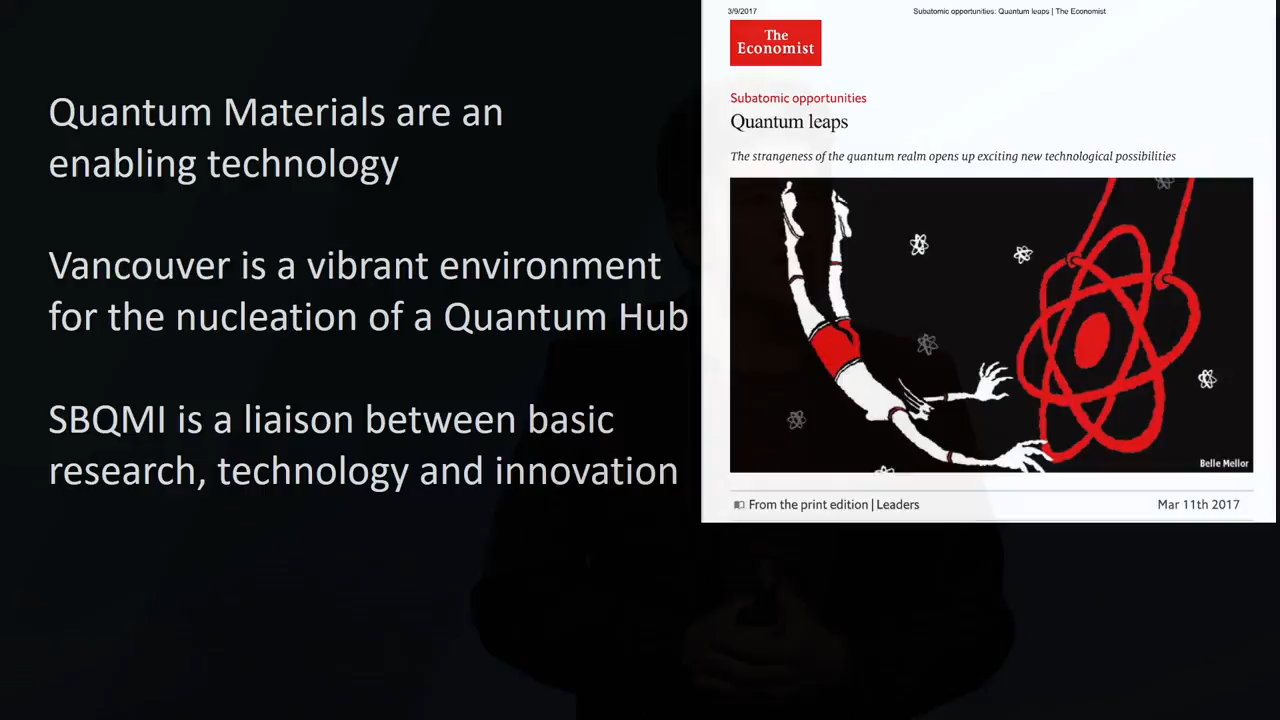 Quantum Materials are an
enabling technology
Vancouver is a vibrant environment
for the nucleation of a Quantum Hub
SBQMI is a liaison between basic
research, technology and innovation
3/9/2017
Subatomic opportunities: Quantum leaps | The Economist
The
Economist
Subatomic opportunities
Quantum leaps
The strangeness of the quantum realm opens up exciting new technological possibilities
Belle Mellor
From the print edition | Leaders
Mar 11th 2017